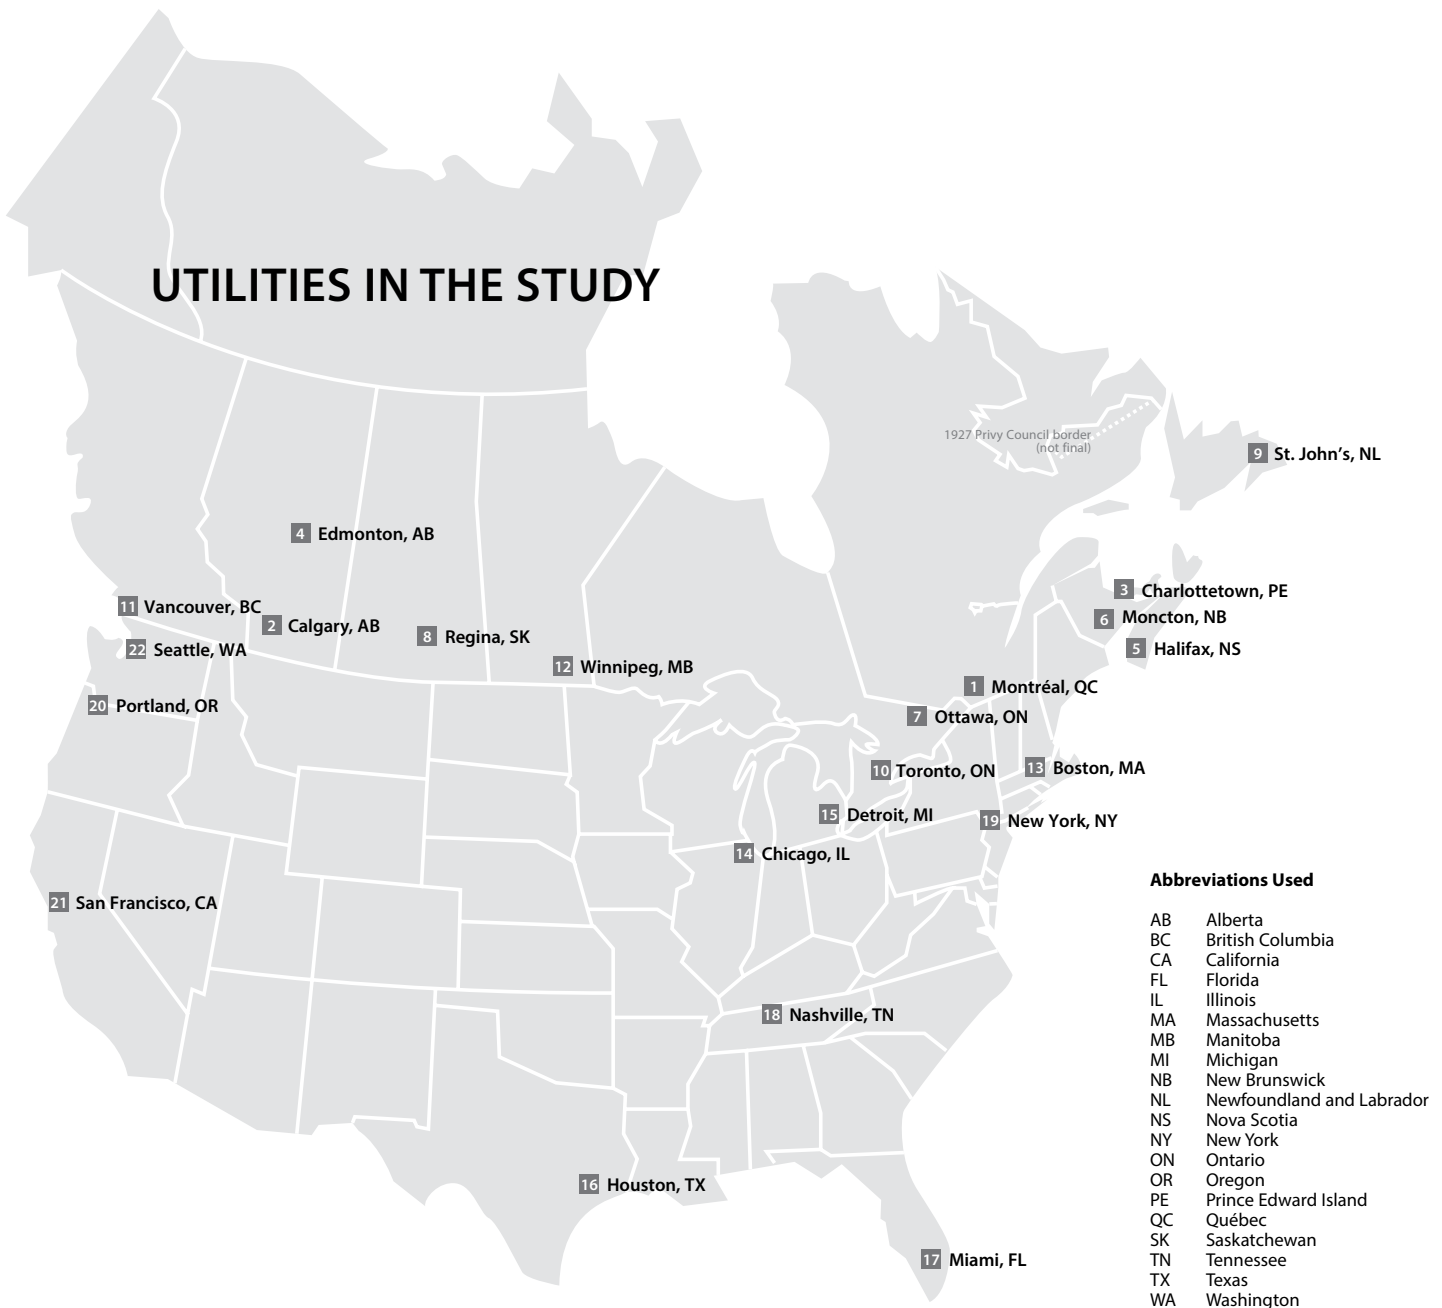 UTILITIES IN THE STUDY
1927 Privy Council border
(not final)
9 St. John’s, NL
4 Edmonton, AB
3 Charlottetown, PE
11 Vancouver, BC
6 Moncton, NB
2 Calgary, AB
8 Regina, SK
22 Seattle, WA
5 Halifax, NS
12 Winnipeg, MB
1 Montréal, QC
20 Portland, OR
7 Ottawa, ON
10 Toronto, ON
13 Boston, MA
15 Detroit, MI
19 New York, NY
14 Chicago, IL
21 San Francisco, CA
18 Nashville, TN
16 Houston, TX
17 Miami, FL
Abbreviations Used
AB Alberta
BC British Columbia
CA California
FL Florida
IL Illinois
MA Massachusetts
MB Manitoba
MI Michigan
NB New Brunswick
NL Newfoundland and Labrador
NS Nova Scotia
NY New York
ON Ontario
OR Oregon
PE Prince Edward Island
QC Québec
SK Saskatchewan
TN Tennessee
TX Texas
WA Washington